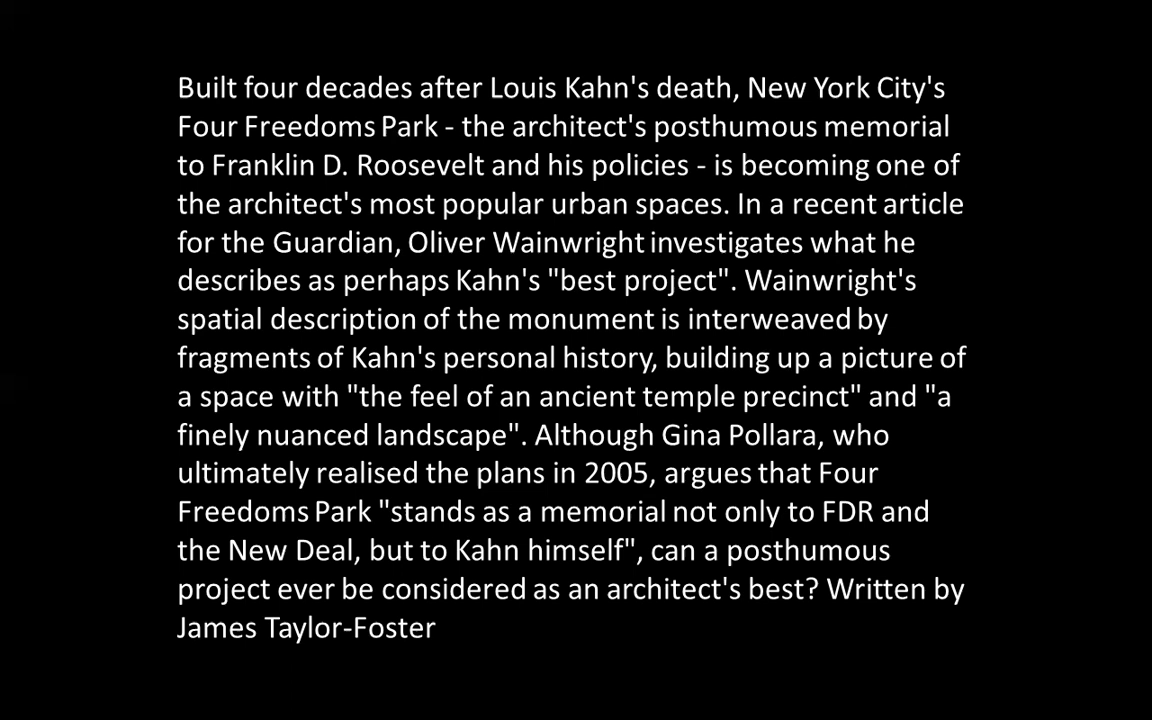 Built four decades after Louis Kahn's death, New York City's
Four Freedoms Park - the architect's posthumous memorial
to Franklin D. Roosevelt and his policies - is becoming one of
the architect's most popular urban spaces. In a recent article
for the Guardian, Oliver Wainwright investigates what he
describes as perhaps Kahn's "best project". Wainwright's
spatial description of the monument is interweaved by
fragments of Kahn's personal history, building up a picture of
a space with "the feel of an ancient temple precinct" and "a
finely nuanced landscape". Although Gina Pollara, who
ultimately realised the plans in 2005, argues that Four
Freedoms Park "stands as a memorial not only to FDR and
the New Deal, but to Kahn himself", can a posthumous
project ever be considered as an architect's best? Written by
James Taylor-Foster